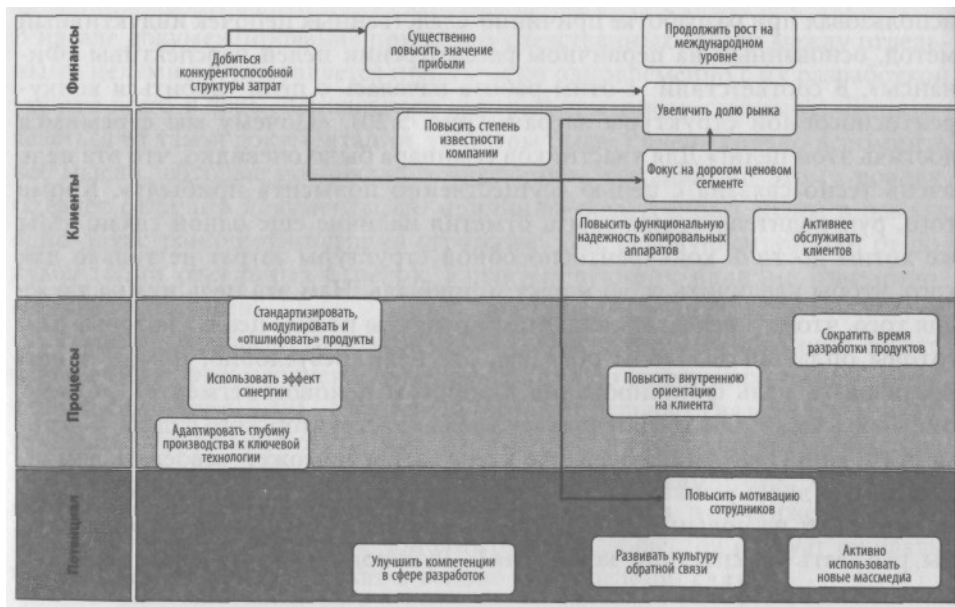 Финансы
Добиться
конкурентоспособной
структуры затрат
Существенно
повысить значение
прибыли
Продолжить рост на
международном
уровне
Увеличить долю рынка
Клиенты
Повысить степень
известности
компании
Фокус на дорогом ценовом
сегменте
Повысить функциональную
надежность копировальных
аппаратов
Активнее
обслуживать
клиентов
Процессы
Стандартизировать,
модулировать и
«отшлифовать» продукты
Сократить время
разработки продуктов
Использовать эффект
синергии
Повысить внутреннюю
ориентацию
на клиента
Адаптировать глубину
производства к ключевой
технологии
Потенциал
Повысить мотивацию
сотрудников
Улучшить компетенции
в сфере разработок
Развивать культуру
обратной связи
Активно
использовать
новые массмедиа